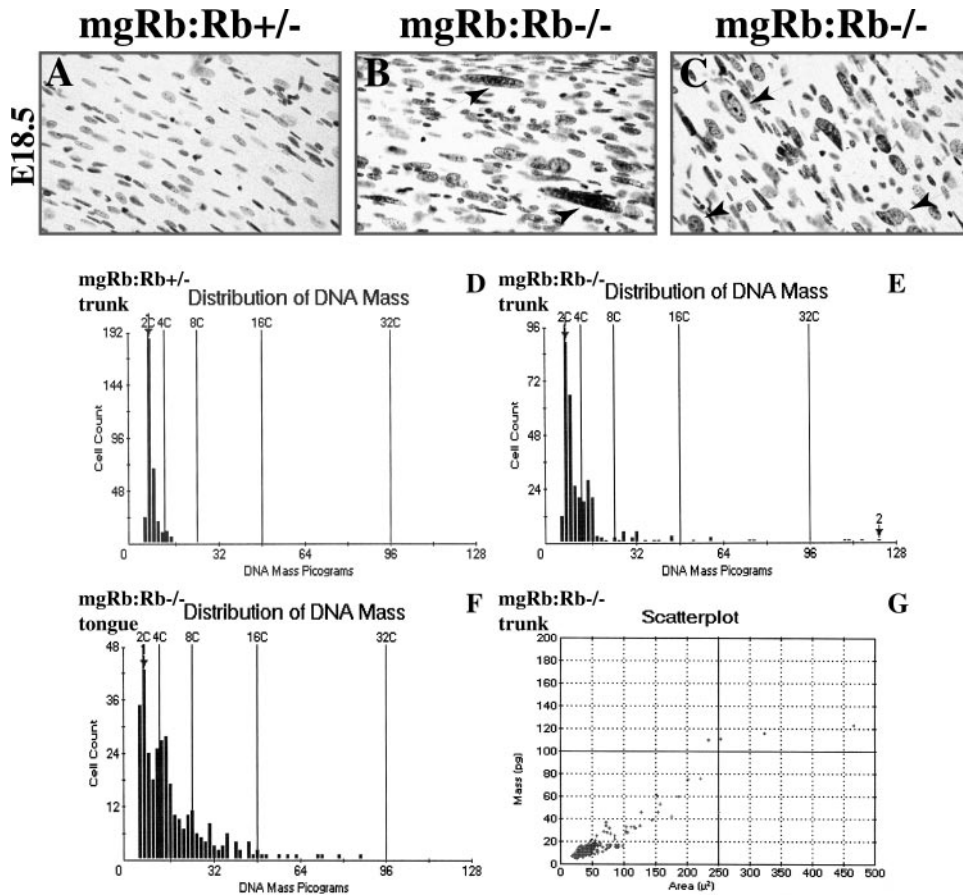 mgRb:Rb+/- mgRb:Rb-/- mgRb:Rb-/-
E18.5
A B C
mgRb:Rb+/-
trunk
D
Distribution of DNA Mass
2C 4C 8C 16C 32C
1
192
144
96
48
Cell Count
0 32 64 96 128
DNA Mass Picograms
mgRb:Rb-/-
trunk
E
Distribution of DNA Mass
2C 4C 8C 16C 32C
96
72
48
24
2
Cell Count
0 32 64 96 128
DNA Mass Picograms
mgRb:Rb-/-
tongue
F
Distribution of DNA Mass
2C 4C 8C 16C 32C
48
36
24
12
Cell Count
0 32 64 96 128
DNA Mass Picograms
mgRb:Rb-/-
trunk
G
Scatterplot
200
180
160
140
120
100
80
60
40
20
0
Mass (pg)
0 50 100 150 200 250 300 350 400 450 500
Area (µ²)